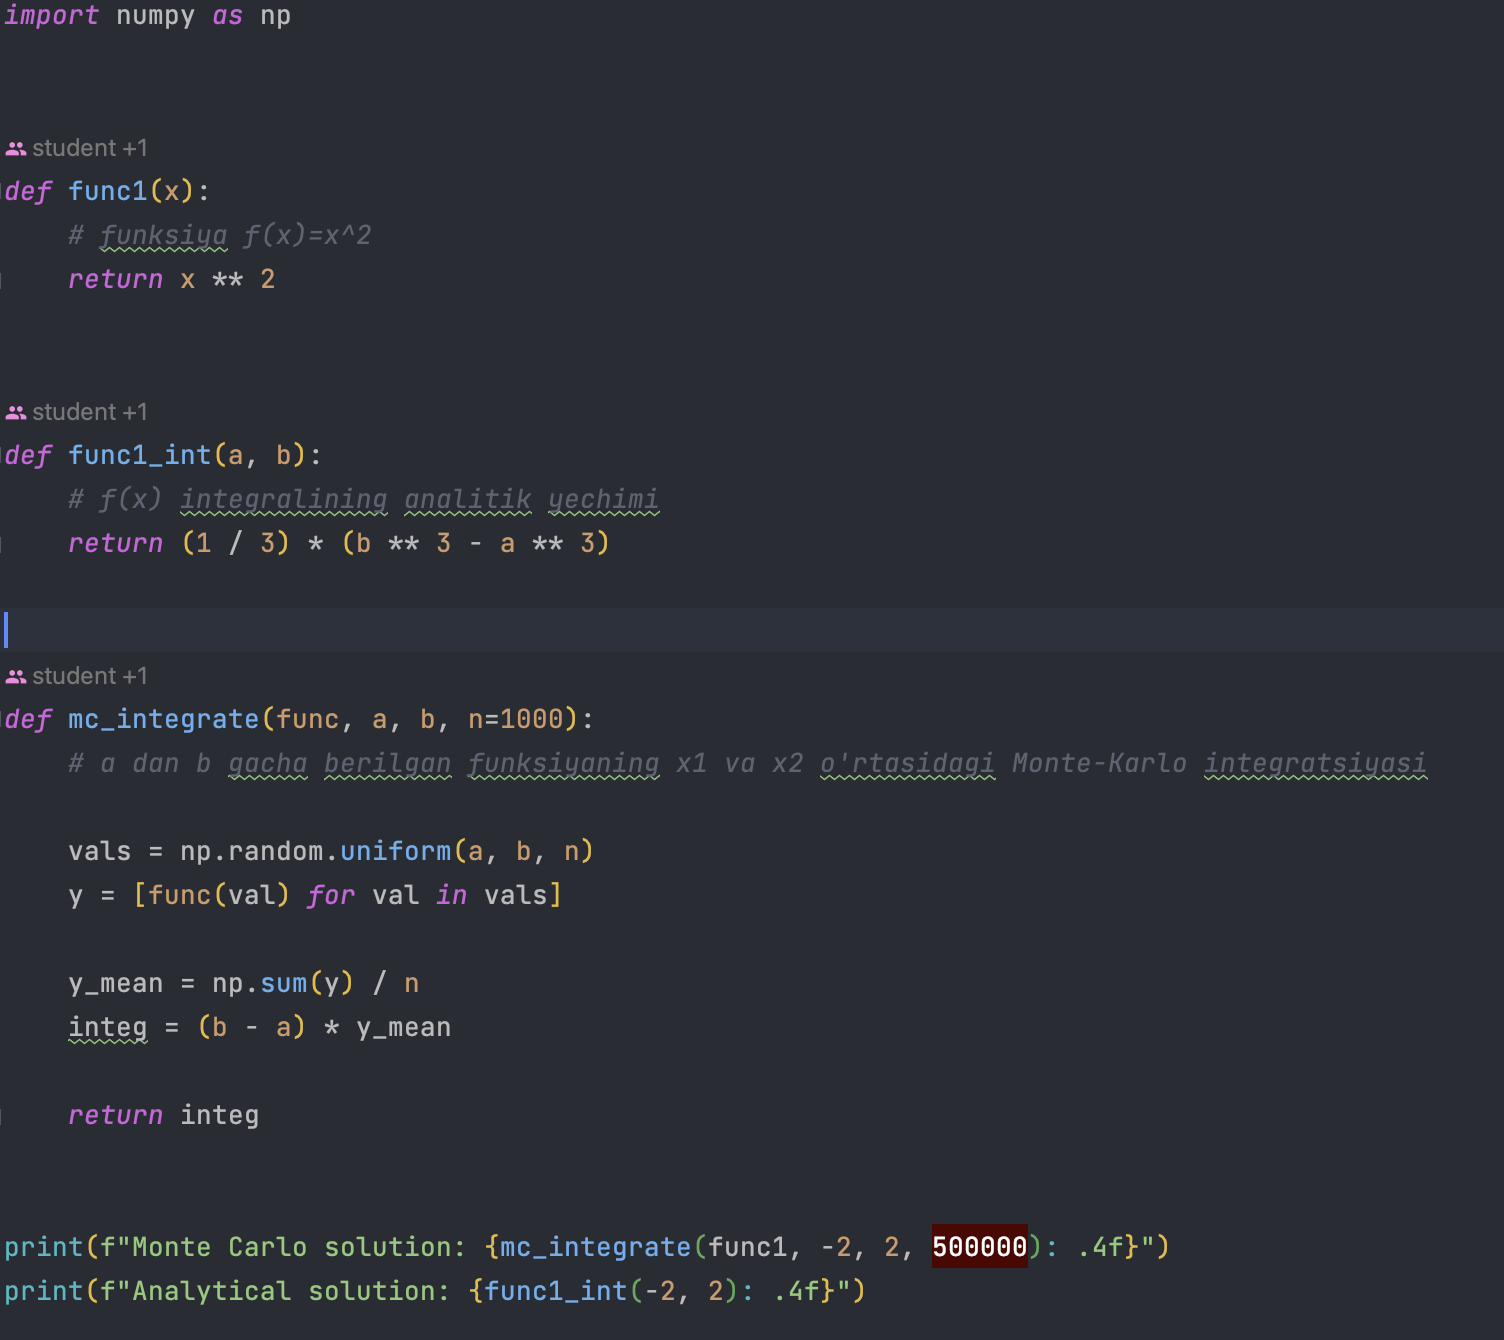 import numpy as np
student +1
def func1(x):
# funksiya f(x)=x^2
return x ** 2
student +1
def func1_int(a, b):
# f(x) integralining analitik yechimi
return (1 / 3) * (b ** 3 - a ** 3)
student +1
def mc_integrate(func, a, b, n=1000):
# a dan b gacha berilgan funksiyaning x1 va x2 o'rtasidagi Monte-Karlo integratsiyasi
vals = np.random.uniform(a, b, n)
y = [func(val) for val in vals]
y_mean = np.sum(y) / n
integ = (b - a) * y_mean
return integ
print(f"Monte Carlo solution: {mc_integrate(func1, -2, 2, 500000): .4f}")
print(f"Analytical solution: {func1_int(-2, 2): .4f}")